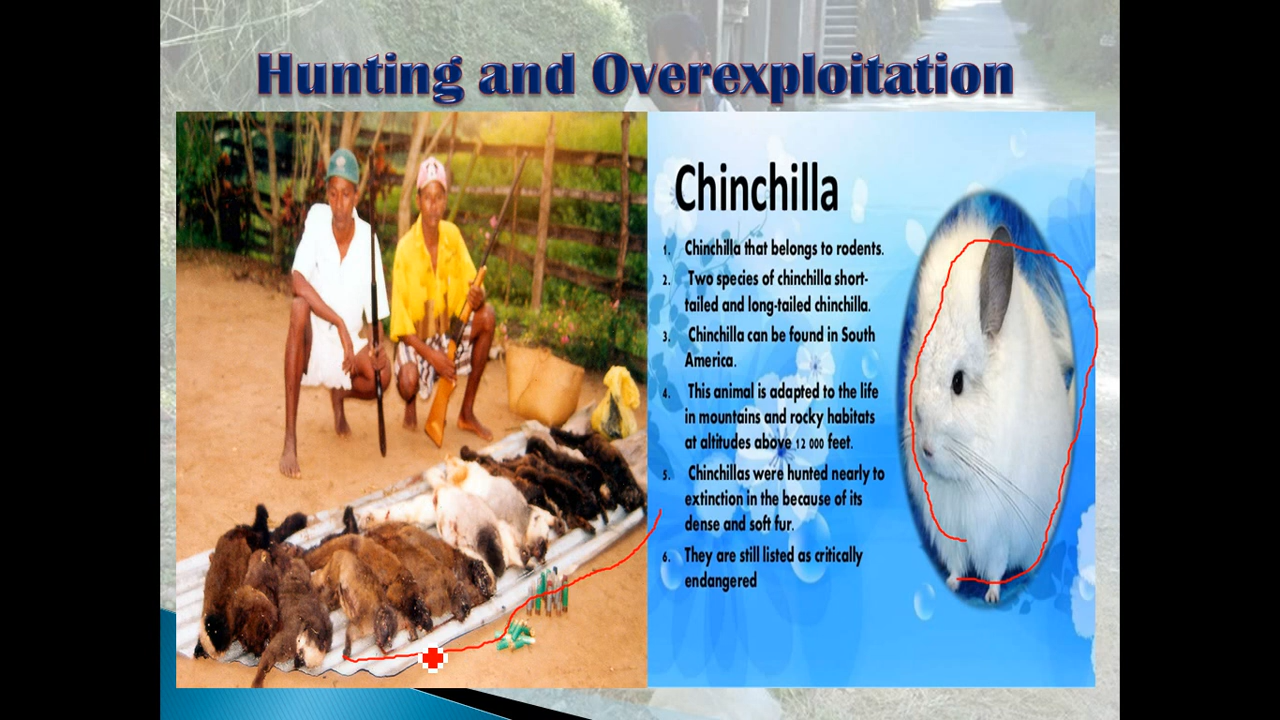 Hunting and Overexploitation
Chinchilla
1. Chinchilla that belongs to rodents.
2. Two species of chinchilla short-
tailed and long-tailed chinchilla.
3. Chinchilla can be found in South
America.
4. This animal is adapted to the life
in mountains and rocky habitats
at altitudes above 12 000 feet.
5. Chinchillas were hunted nearly to
extinction in the because of its
dense and soft fur.
6. They are still listed as critically
endangered